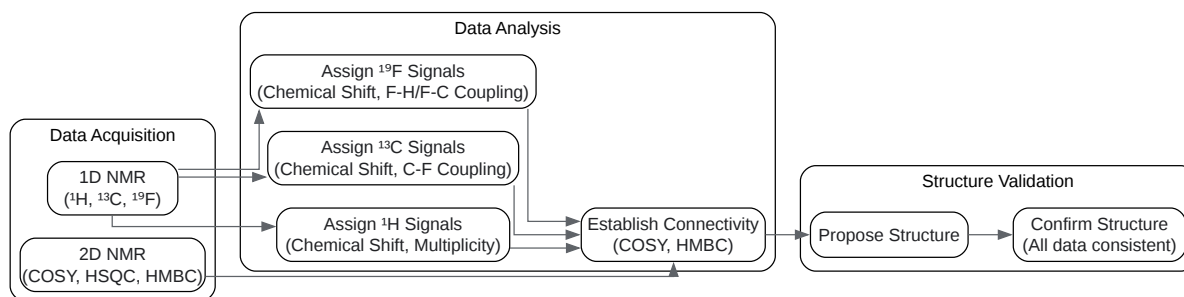 Data Acquisition
1D NMR
(¹H, ¹³C, ¹⁹F)
2D NMR
(COSY, HSQC, HMBC)
Data Analysis
Assign ¹⁹F Signals
(Chemical Shift, F-H/F-C Coupling)
Assign ¹³C Signals
(Chemical Shift, C-F Coupling)
Assign ¹H Signals
(Chemical Shift, Multiplicity)
Establish Connectivity
(COSY, HMBC)
Structure Validation
Propose Structure
Confirm Structure
(All data consistent)